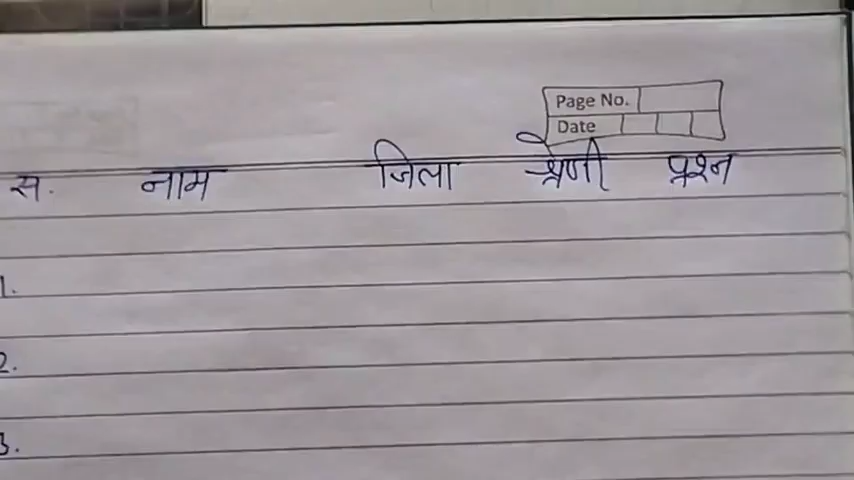 Page No.
Date
स. नाम जिला श्रेणी प्रश्न
1.
2.
3.